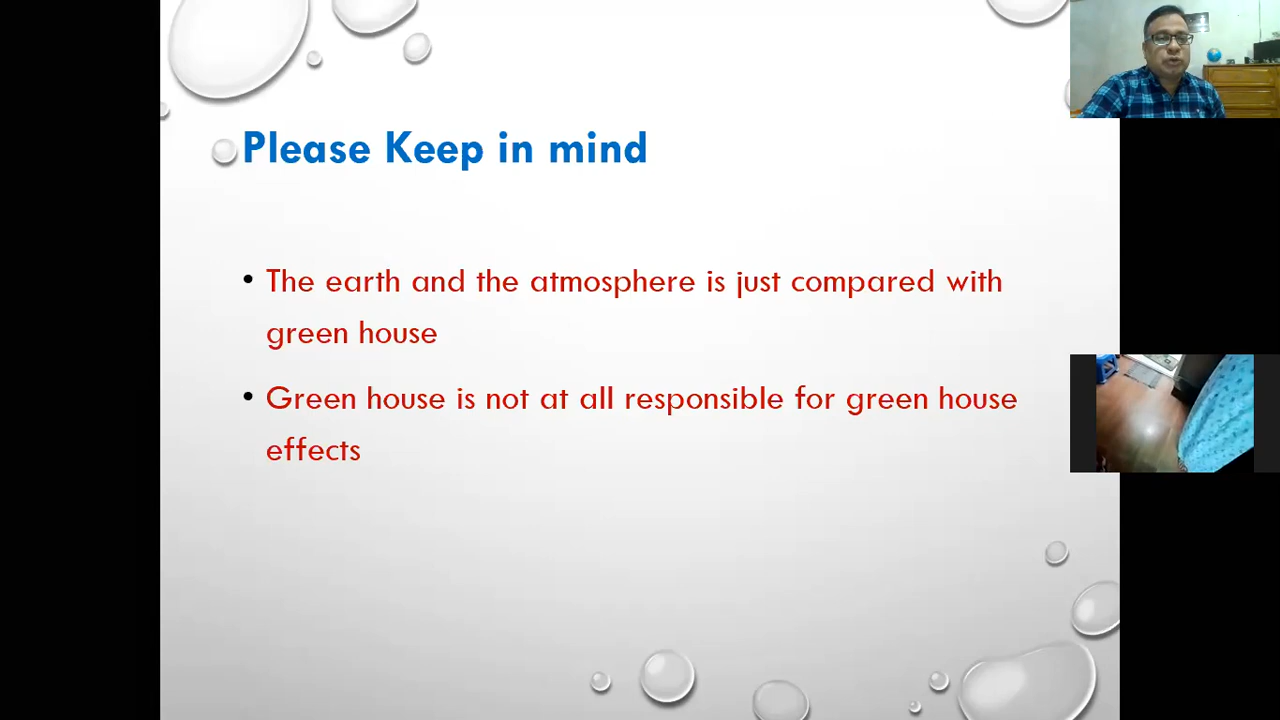 Please Keep in mind
• The earth and the atmosphere is just compared with
green house
• Green house is not at all responsible for green house
effects